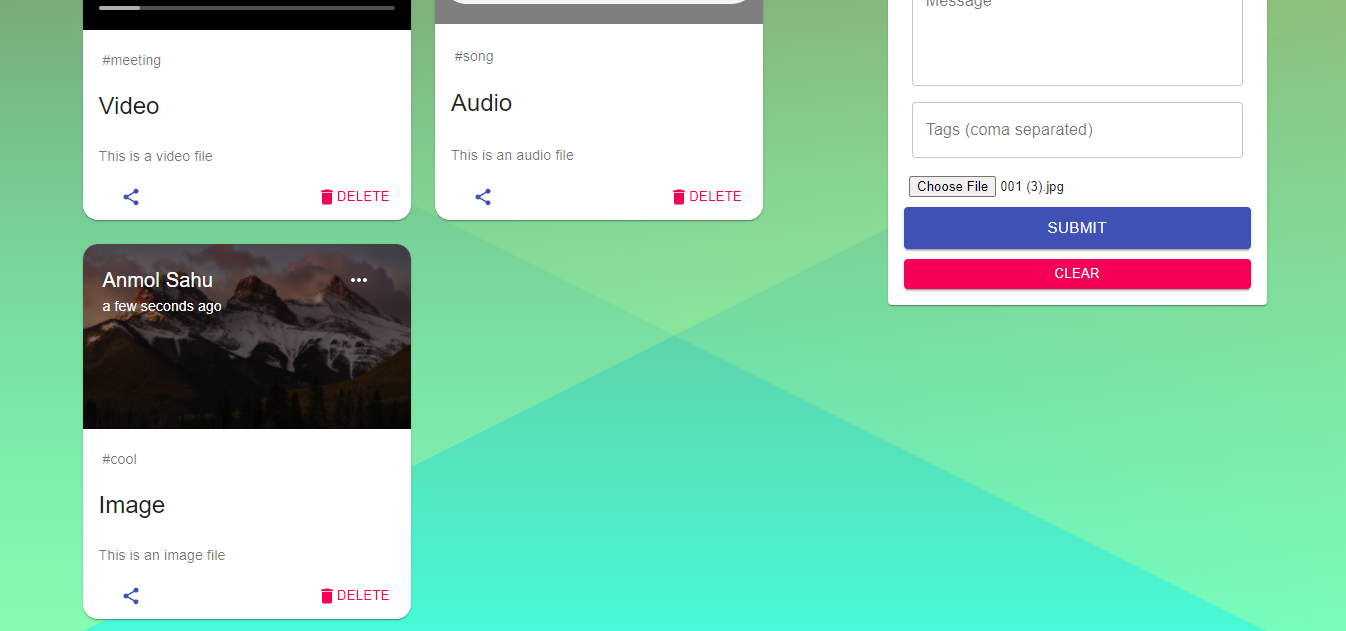 #meeting
Video
This is a video file
DELETE
#song
Audio
This is an audio file
DELETE
Anmol Sahu
a few seconds ago
#cool
Image
This is an image file
DELETE
Message
Tags (coma separated)
Choose File 001 (3).jpg
SUBMIT
CLEAR